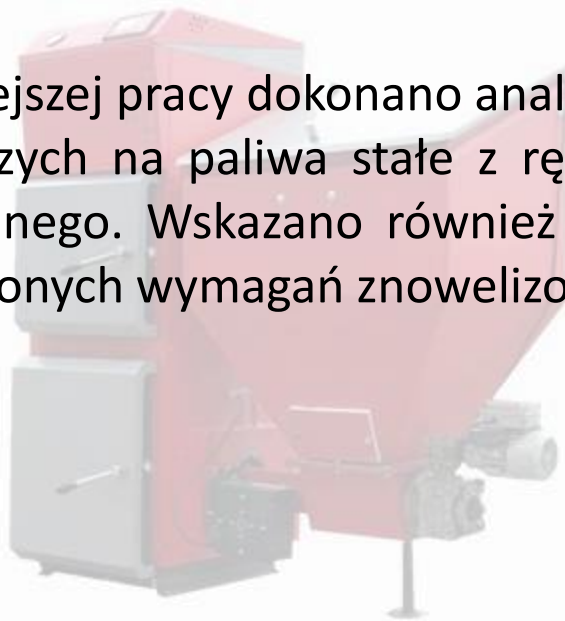 ejszej pracy dokonano anal
zych na paliwa stałe z rę
nego. Wskazano również
onych wymagań znowelizo